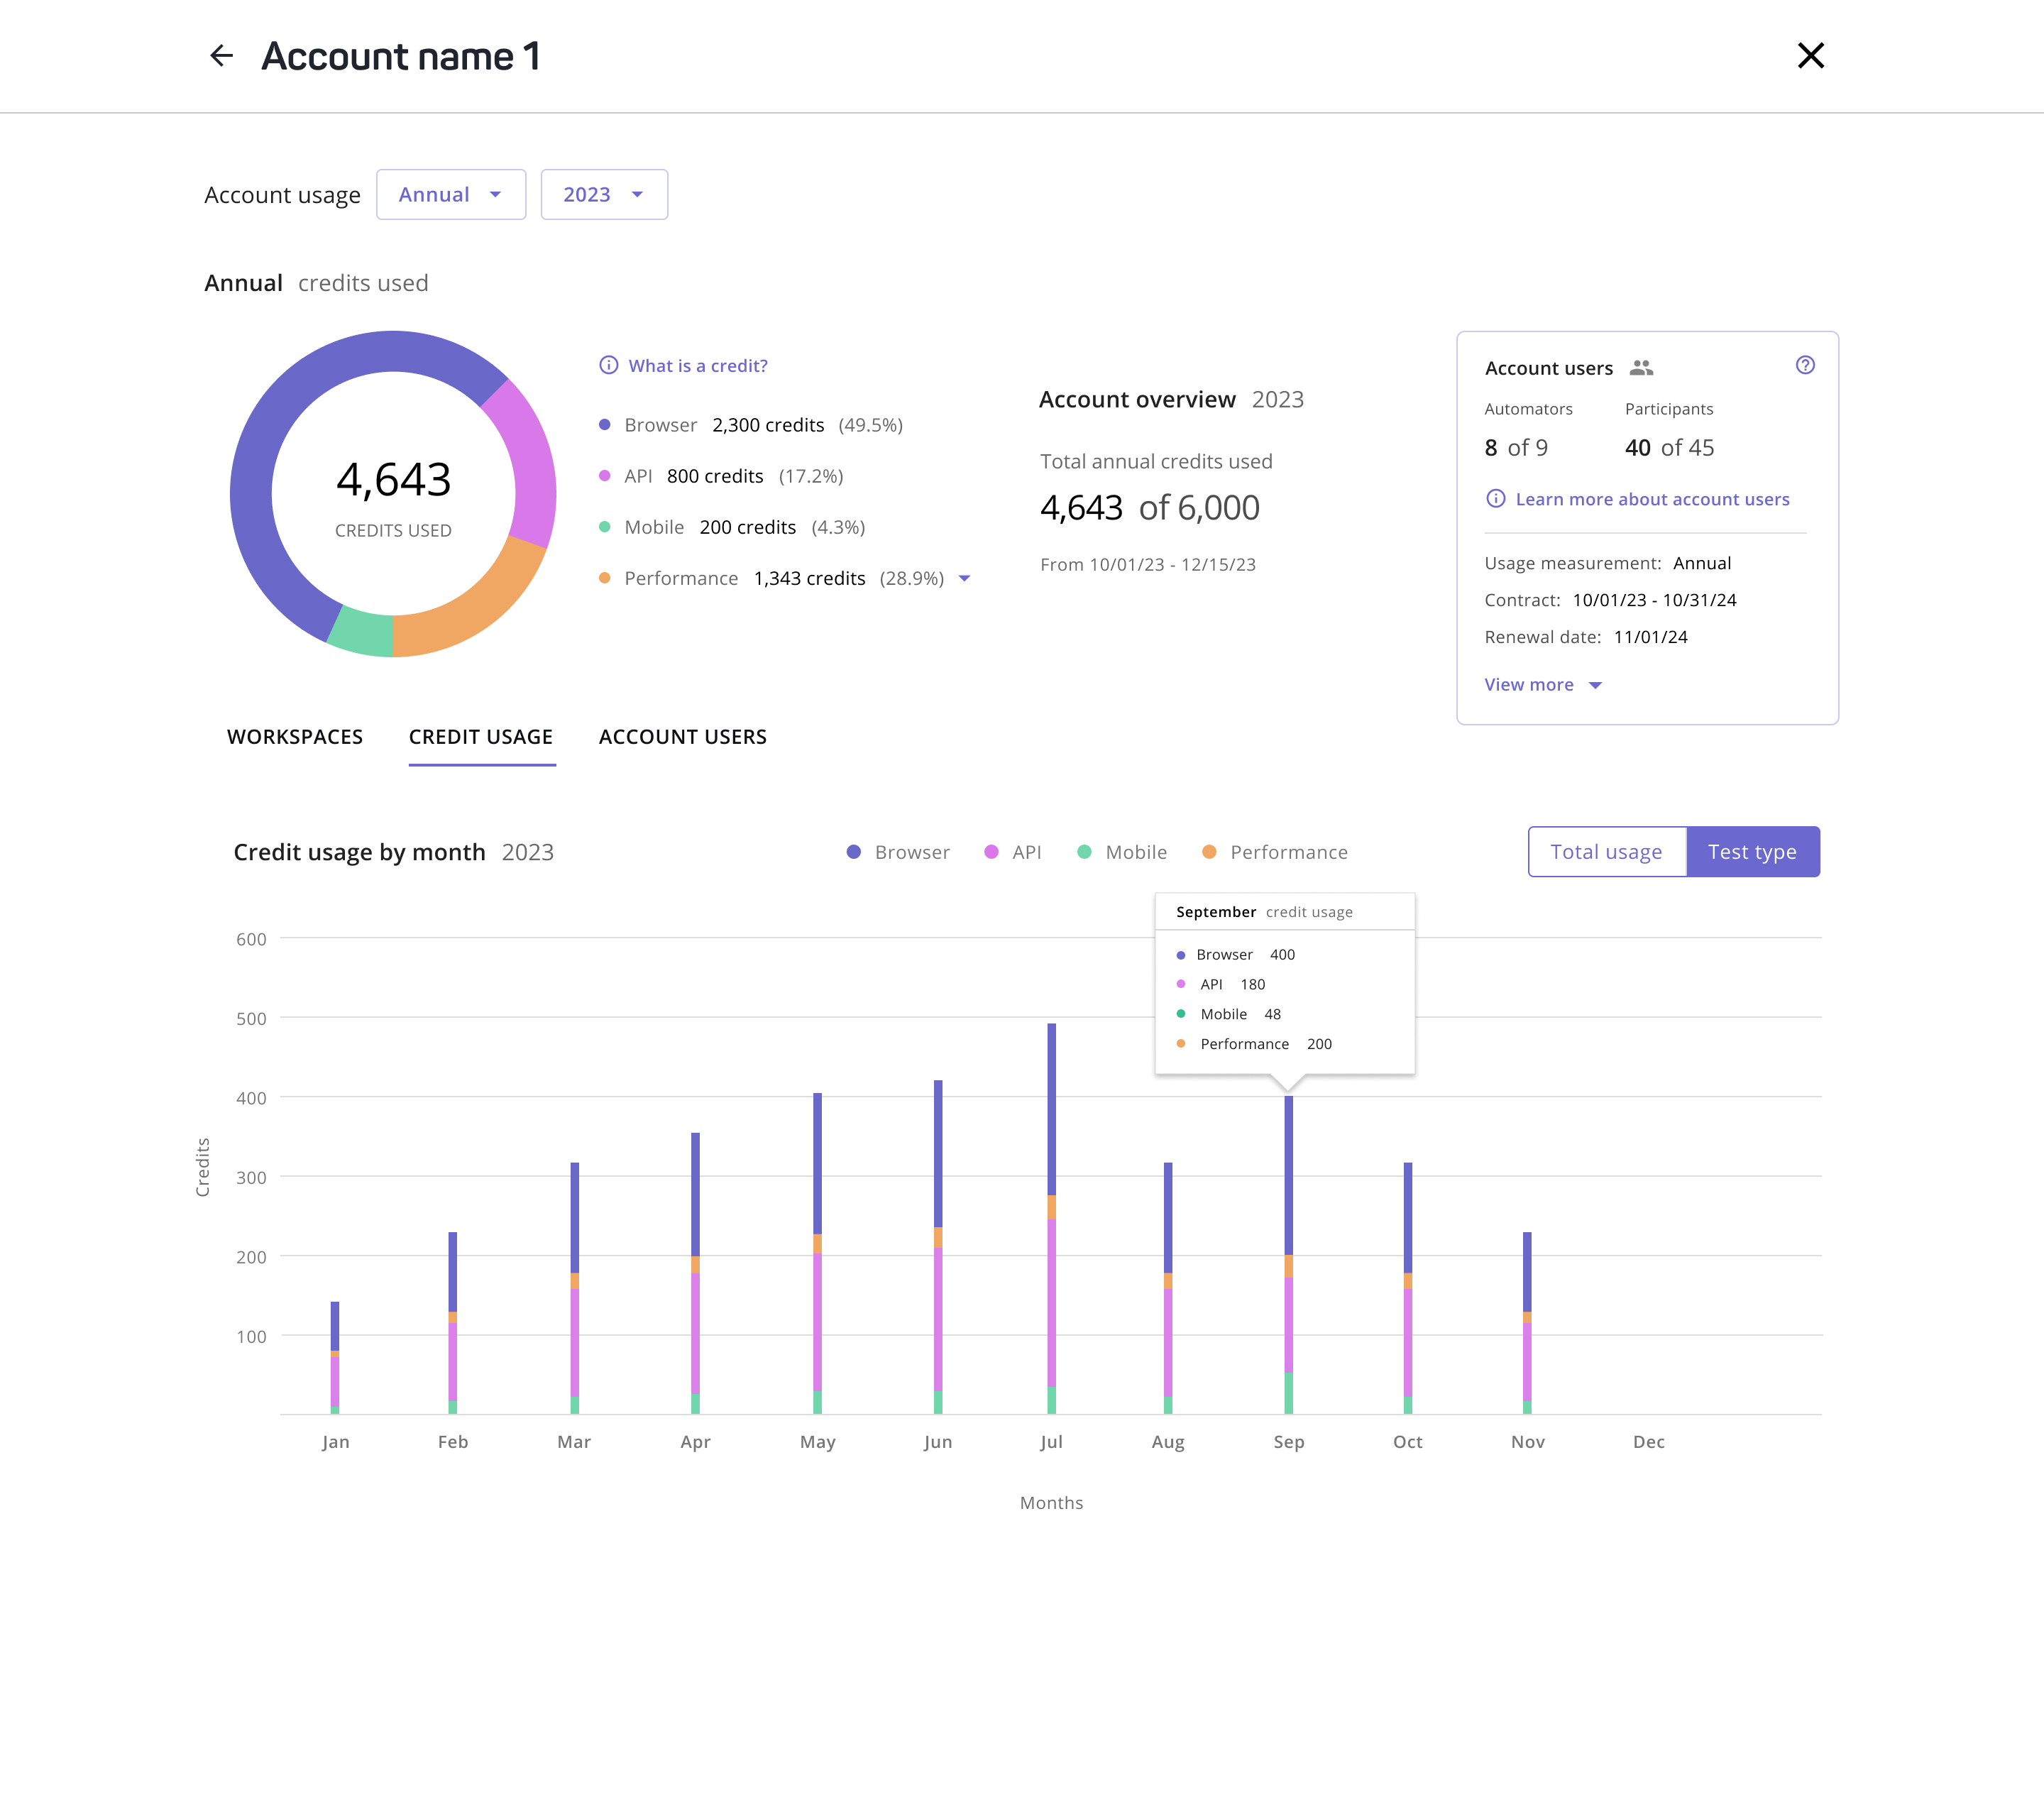 Account name 1
Account usage Annual 2023
Annual credits used
4,643
CREDITS USED
What is a credit?
Browser 2,300 credits (49.5%)
API 800 credits (17.2%)
Mobile 200 credits (4.3%)
Performance 1,343 credits (28.9%)
Account overview 2023
Total annual credits used
4,643 of 6,000
From 10/01/23 - 12/15/23
Account users
Automators Participants
8 of 9 40 of 45
Learn more about account users
Usage measurement: Annual
Contract: 10/01/23 - 10/31/24
Renewal date: 11/01/24
View more
WORKSPACES CREDIT USAGE ACCOUNT USERS
Credit usage by month 2023
Browser API Mobile Performance
Total usage Test type
September credit usage
Browser 400
API 180
Mobile 48
Performance 200
600
500
400
300
200
100
Credits
Jan Feb Mar Apr May Jun Jul Aug Sep Oct Nov Dec
Months